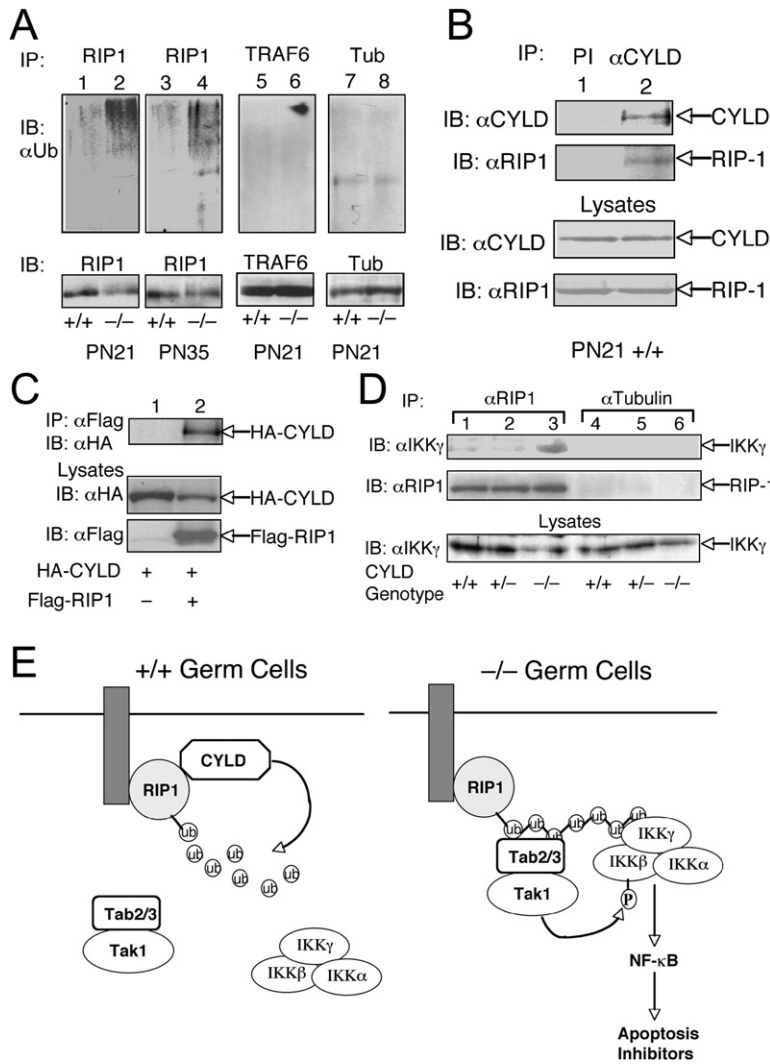 A
IP: RIP1 RIP1 TRAF6 Tub
1 2 3 4 5 6 7 8
IB:
αUb
IB: RIP1 RIP1 TRAF6 Tub
+/+ −/− +/+ −/− +/+ −/− +/+ −/−
PN21 PN35 PN21 PN21
B
IP: PI αCYLD
1 2
IB: αCYLD CYLD
IB: αRIP1 RIP-1
Lysates
IB: αCYLD CYLD
IB: αRIP1 RIP-1
PN21 +/+
C
1 2
IP: αFlag
IB: αHA HA-CYLD
Lysates
IB: αHA HA-CYLD
IB: αFlag Flag-RIP1
HA-CYLD + +
Flag-RIP1 − +
D
IP: αRIP1 αTubulin
1 2 3 4 5 6
IB: αIKKγ IKKγ
IB: αRIP1 RIP-1
Lysates
IB: αIKKγ IKKγ
CYLD
Genotype +/+ +/− −/− +/+ +/− −/−
E
+/+ Germ Cells
CYLD
RIP1
ub
ub
ub
ub
ub
ub
ub
ub
Tab2/3
Tak1
IKKγ
IKKβ IKKα
−/− Germ Cells
RIP1
ub ub ub ub ub ub ub
Tab2/3
Tak1
IKKγ
IKKβ IKKα
P
NF-κB
Apoptosis
Inhibitors